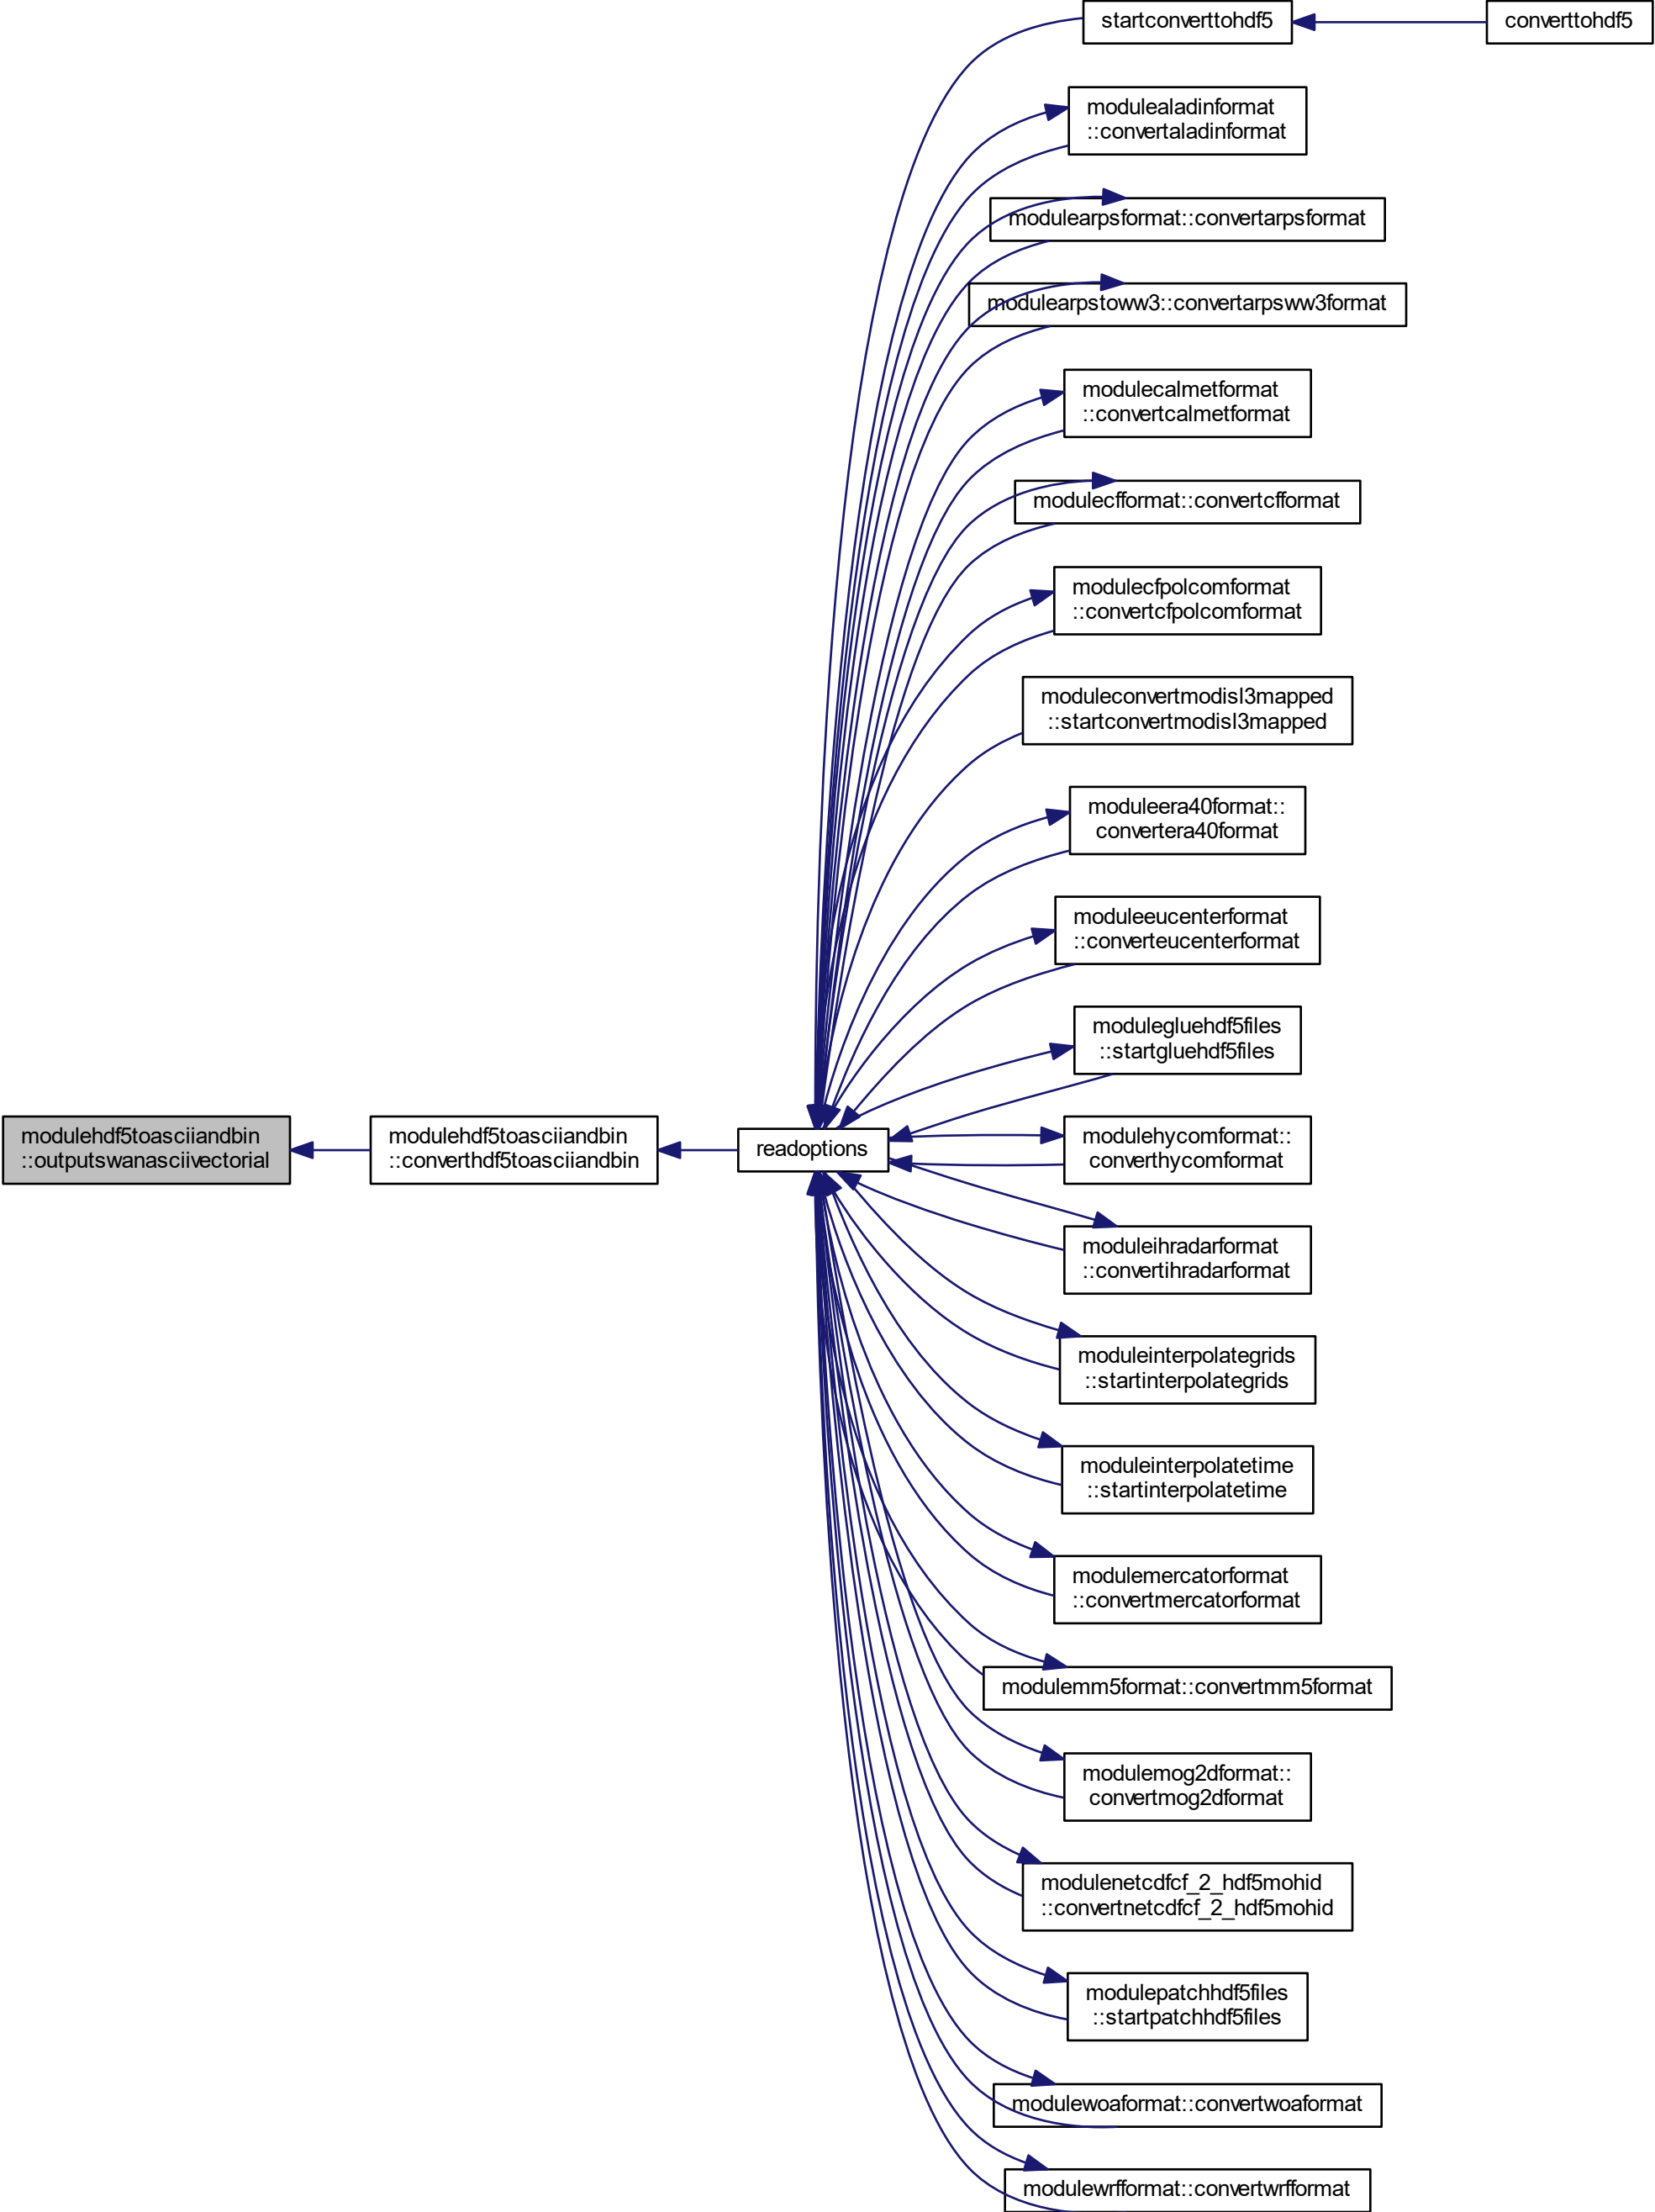 startconverttohdf5
converttohdf5
modulealadinformat
::convertaladinformat
modulearpsformat::convertarpsformat
modulearpstoww3::convertarpsww3format
modulecalmetformat
::convertcalmetformat
modulecfformat::convertcfformat
modulecfpolcomformat
::convertcfpolcomformat
moduleconvertmodisl3mapped
::startconvertmodisl3mapped
moduleera40format::
convertera40format
moduleeucenterformat
::converteucenterformat
modulegluehdf5files
::startgluehdf5files
modulehdf5toasciiandbin
::outputswanasciivectorial
modulehdf5toasciiandbin
::converthdf5toasciiandbin
readoptions
modulehycomformat::
converthycomformat
moduleihradarformat
::convertihradarformat
moduleinterpolategrids
::startinterpolategrids
moduleinterpolatetime
::startinterpolatetime
modulemercatorformat
::convertmercatorformat
modulemm5format::convertmm5format
modulemog2dformat::
convertmog2dformat
modulenetcdfcf_2_hdf5mohid
::convertnetcdfcf_2_hdf5mohid
modulepatchhdf5files
::startpatchhdf5files
modulewoaformat::convertwoaformat
modulewrfformat::convertwrfformat